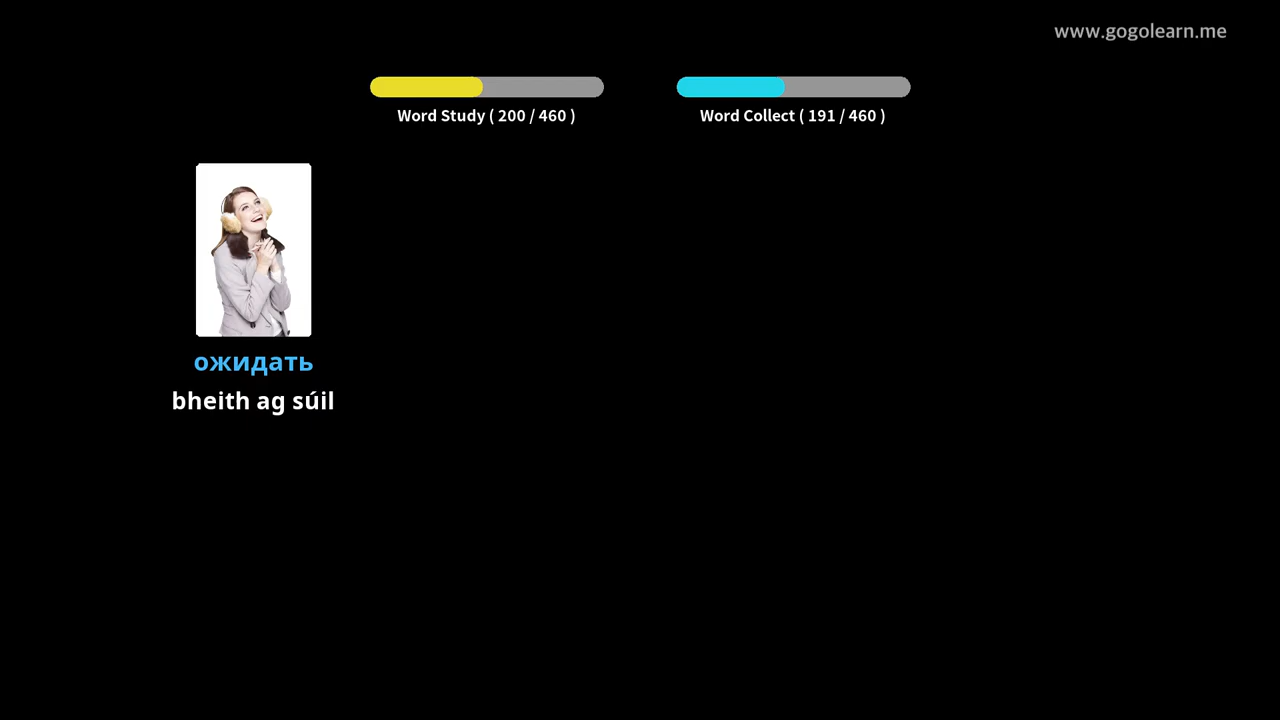 www.gogolearn.me
Word Study ( 200 / 460 )
Word Collect ( 191 / 460 )
ожидать
bheith ag súil